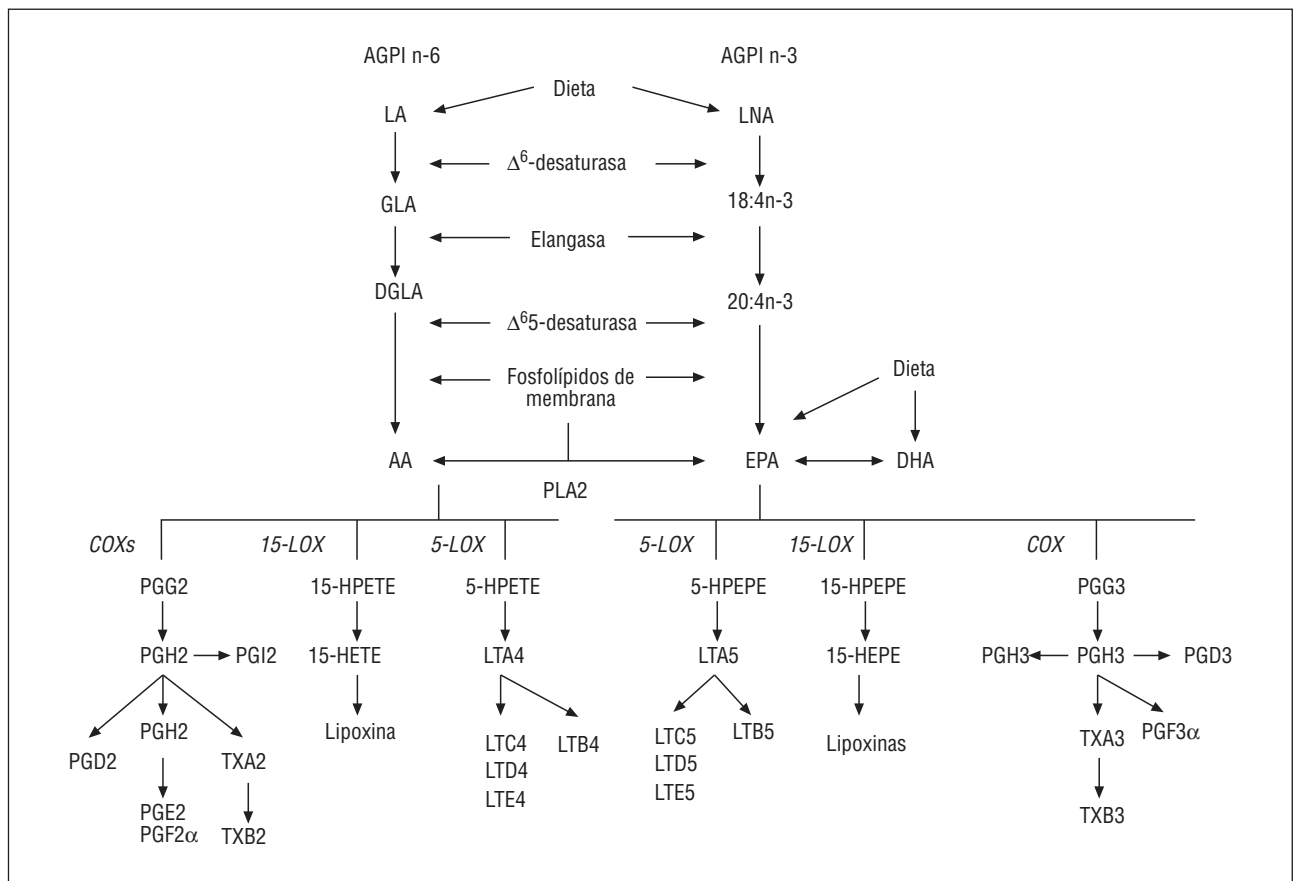 AGPI n-6 AGPI n-3
Dieta
LA LNA
Δ⁶-desaturasa
GLA 18:4n-3
Elangasa
DGLA 20:4n-3
Δ⁶5-desaturasa
Fosfolípidos de
membrana
Dieta
AA EPA DHA
PLA2
COXs 15-LOX 5-LOX 5-LOX 15-LOX COX
PGG2 15-HPETE 5-HPETE 5-HPEPE 15-HPEPE PGG3
PGH2 PGI2 15-HETE LTA4 LTA5 15-HEPE PGH3 PGH3 PGD3
PGD2 PGH2 TXA2 Lipoxina LTC4 LTB4 LTC5 LTB5 Lipoxinas TXA3 PGF3α
LTD4 LTD5
LTE4 LTE5
PGE2 TXB2 TXB3
PGF2α